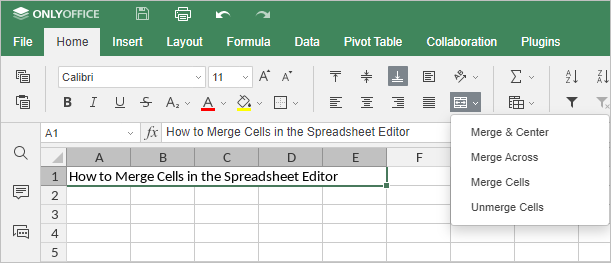 ONLYOFFICE
File Home Insert Layout Formula Data Pivot Table Collaboration Plugins
Calibri 11 A A Σ A Z Z A
B I U S A₂ A
A1 fx How to Merge Cells in the Spreadsheet Editor
Merge & Center
Merge Across
Merge Cells
Unmerge Cells
A B C D E F
1 How to Merge Cells in the Spreadsheet Editor
2
3
4
5